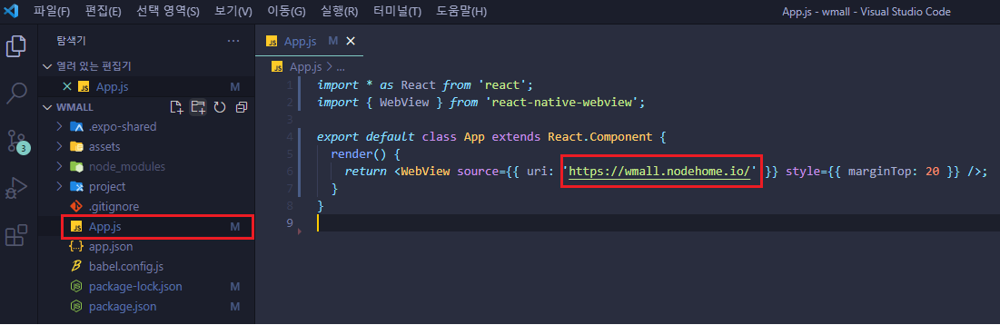 파일(F) 편집(E) 선택 영역(S) 보기(V) 이동(G) 실행(R) 터미널(T) 도움말(H) App.js - wmall - Visual Studio Code
탐색기 ...
열려 있는 편집기
JS App.js M
WMALL
.expo-shared
assets
node_modules
project
.gitignore
JS App.js M
app.json
babel.config.js
package-lock.json M
package.json M
3
JS App.js M
JS App.js > ...
1 import * as React from 'react';
2 import { WebView } from 'react-native-webview';
3
4 export default class App extends React.Component {
5 render() {
6 return <WebView source={{ uri: 'https://wmall.nodehome.io/' }} style={{ marginTop: 20 }} />;
7 }
8 }
9